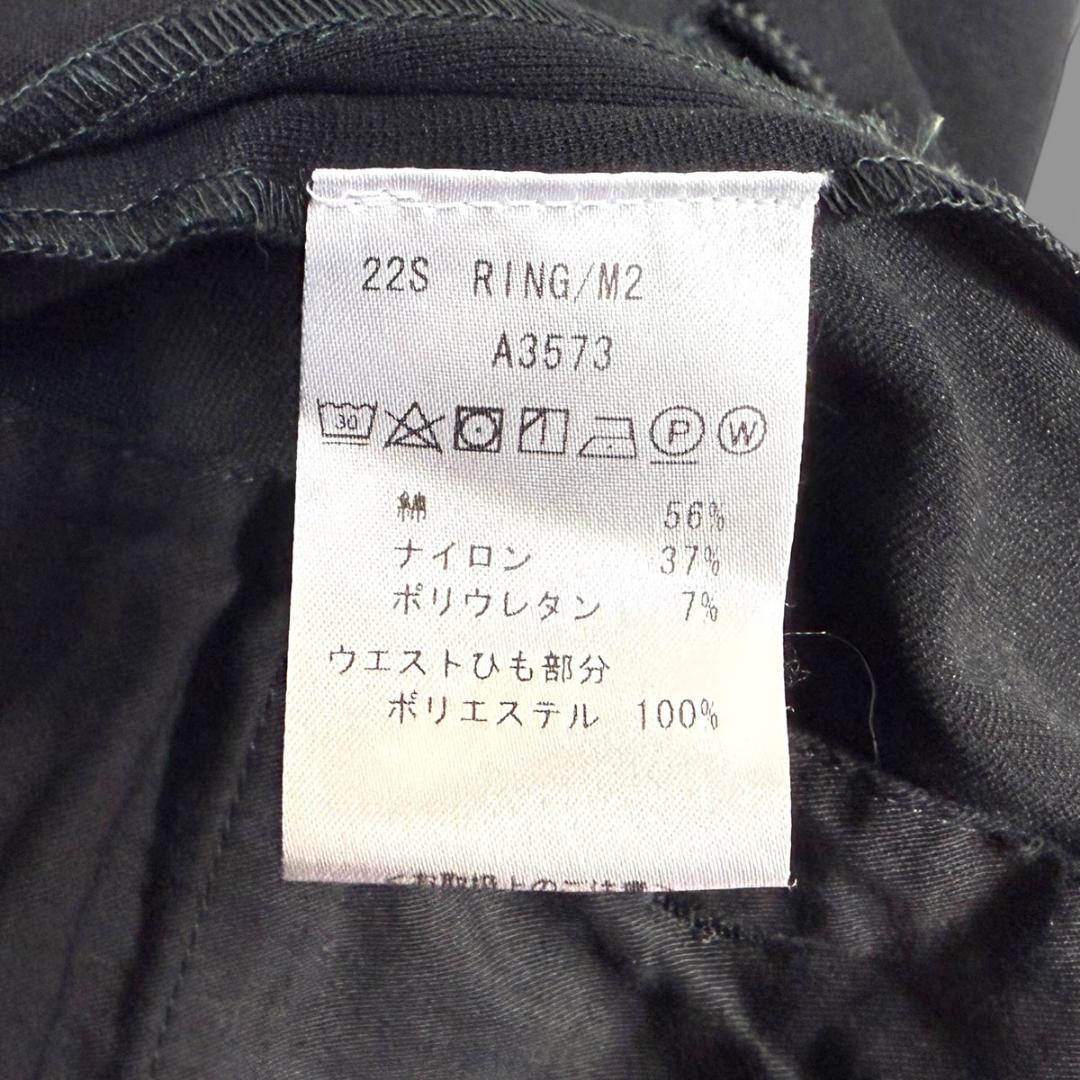 22S RING/M2
A3573
30 P W
綿 56%
ナイロン 37%
ポリウレタン 7%
ウエストひも部分
ポリエステル 100%